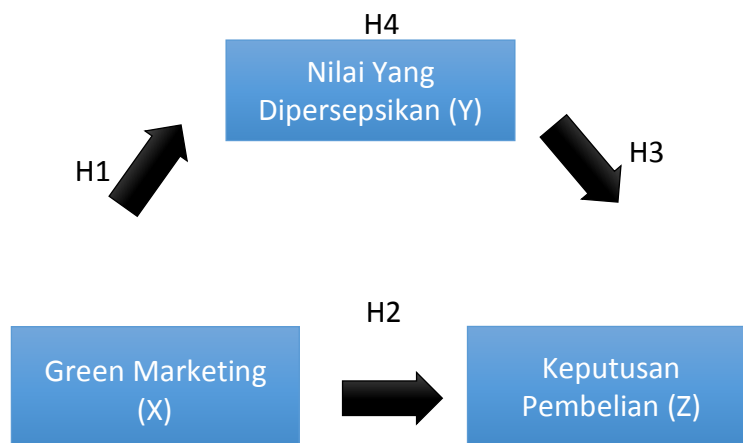 H4
Nilai Yang
Dipersepsikan (Y)
H1
H3
H2
Green Marketing
(X)
Keputusan
Pembelian (Z)